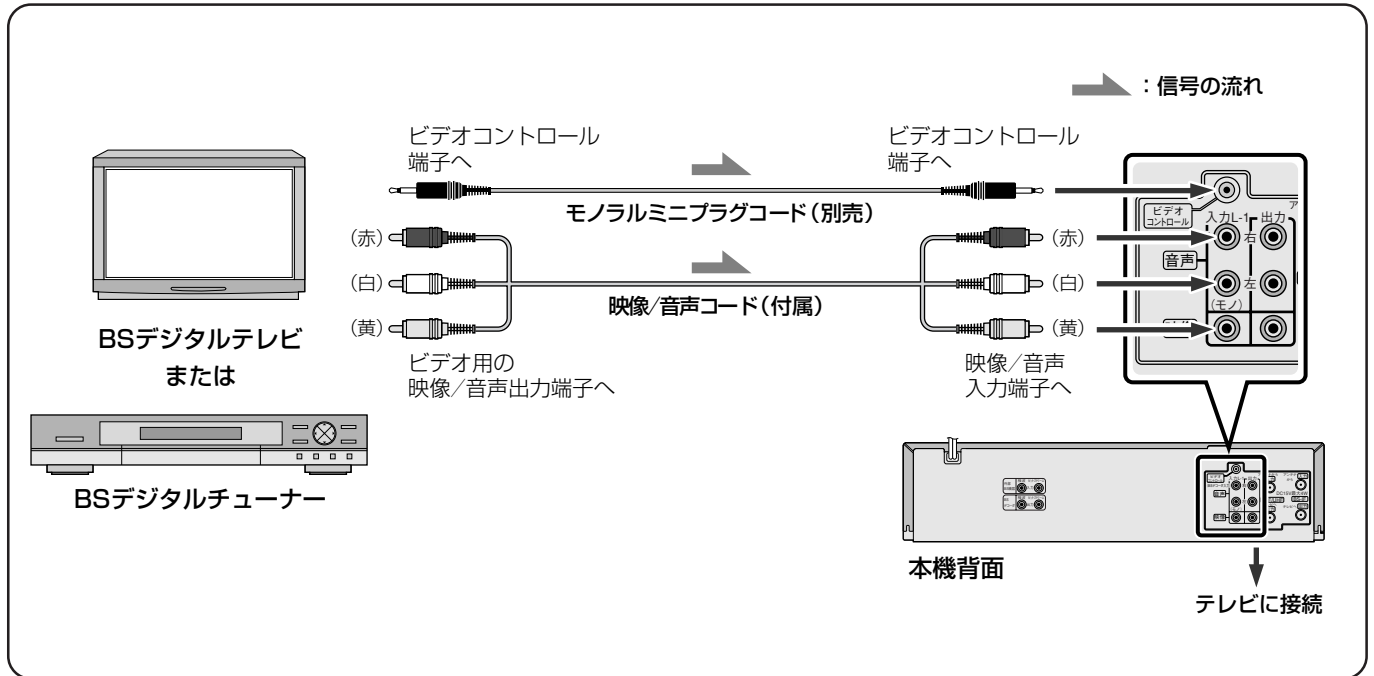 ：信号の流れ
ビデオコントロール
端子へ
ビデオコントロール
端子へ
モノラルミニプラグコード（別売）
ビデオ
コントロール
入力L-1
出力
ア
（赤）
（赤）
右
音声
（白）
（白）
左
映像/音声コード（付属）
（モノ）
（黄）
（黄）
BSデジタルテレビ
または
ビデオ用の
映像/音声出力端子へ
映像/音声
入力端子へ
BSデジタルチューナー
音声
映像
本機背面
テレビに接続